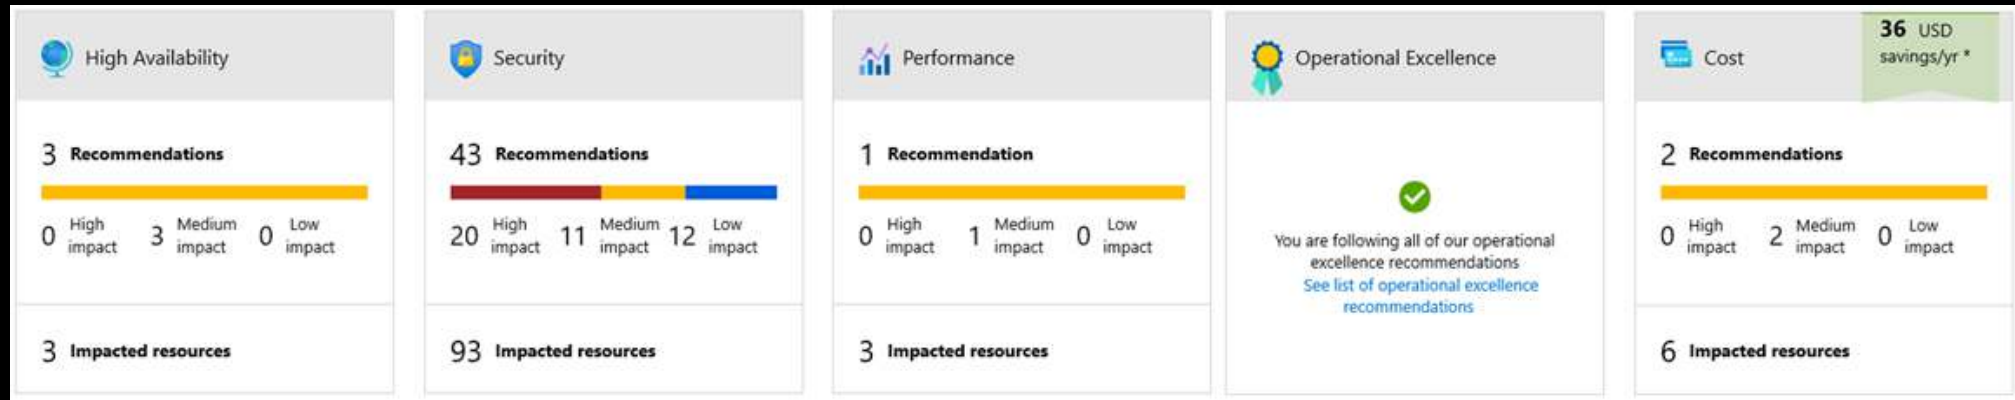 High Availability
3 Recommendations
0 High impact 3 Medium impact 0 Low impact
3 Impacted resources
Security
43 Recommendations
20 High impact 11 Medium impact 12 Low impact
93 Impacted resources
Performance
1 Recommendation
0 High impact 1 Medium impact 0 Low impact
3 Impacted resources
Operational Excellence
You are following all of our operational
excellence recommendations
See list of operational excellence
recommendations
Cost
36 USD
savings/yr *
2 Recommendations
0 High impact 2 Medium impact 0 Low impact
6 Impacted resources